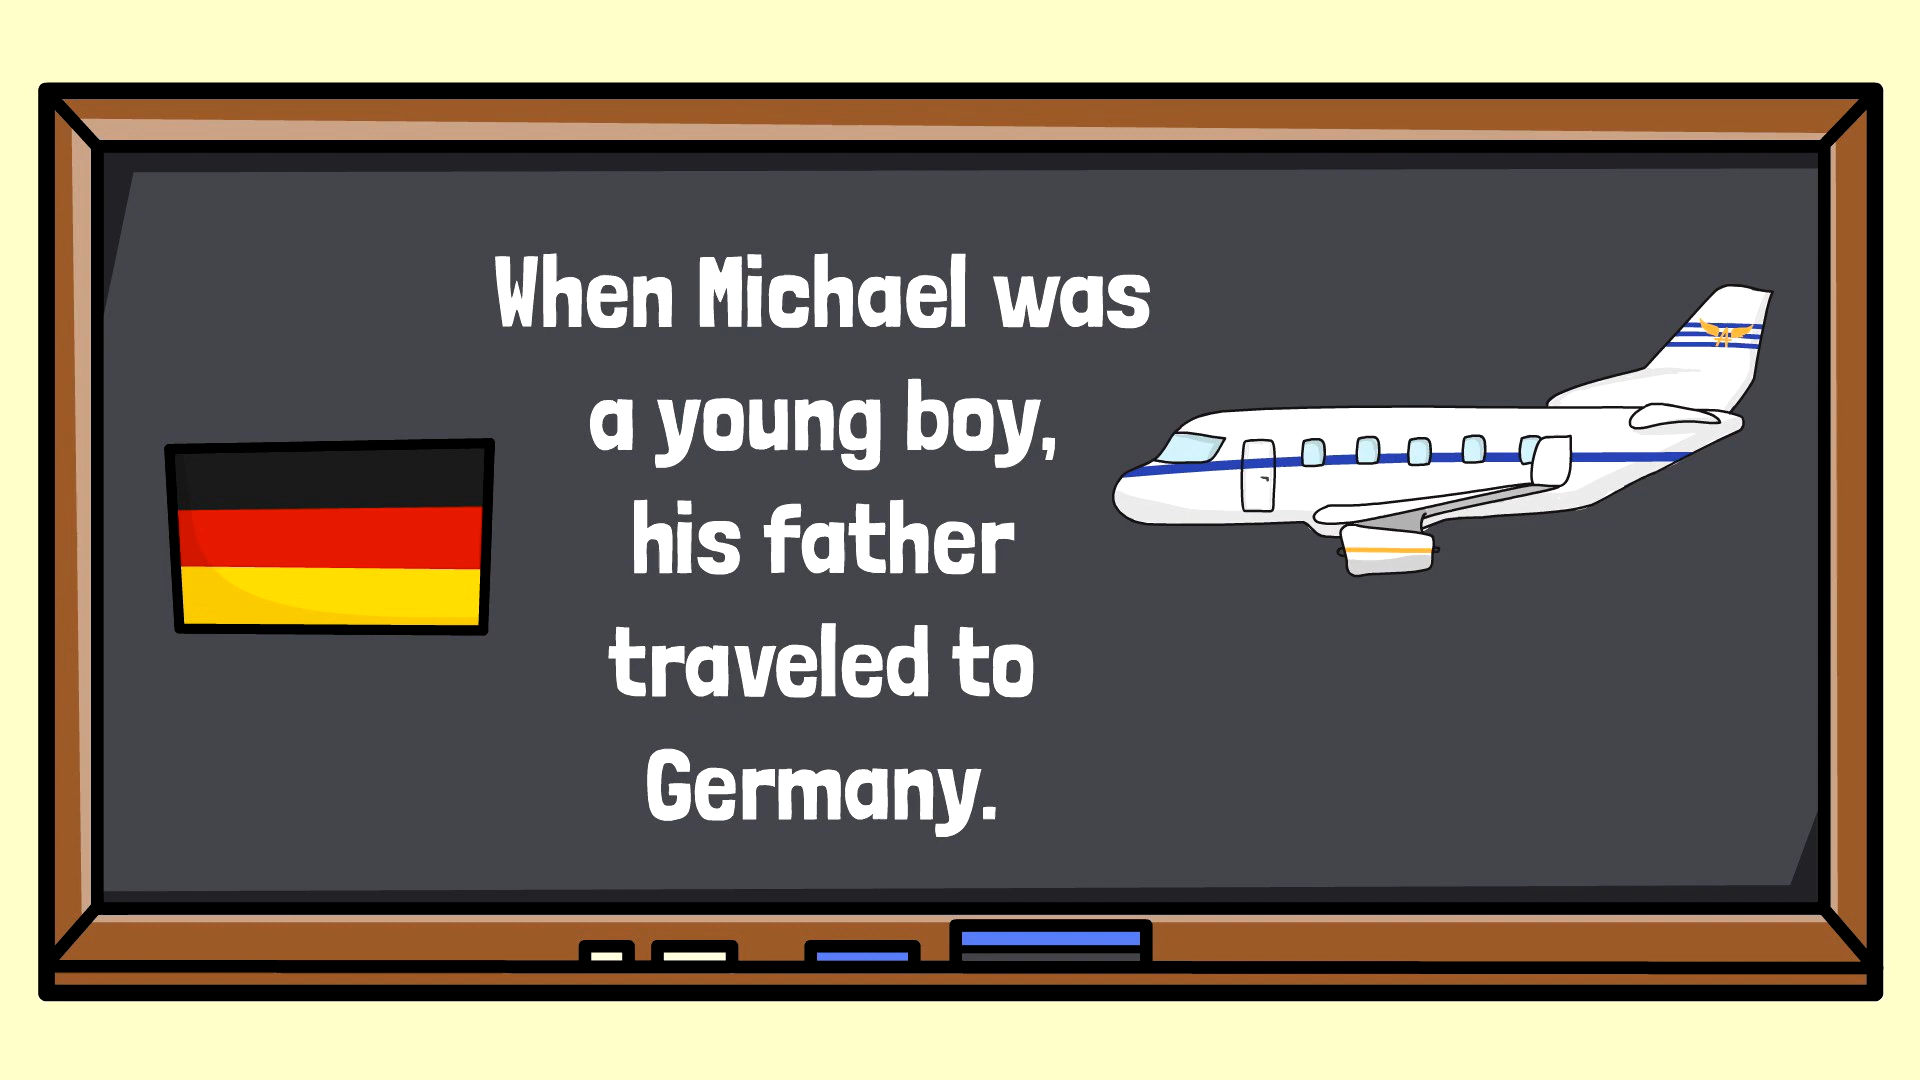 When Michael was
a young boy,
his father
traveled to
Germany.